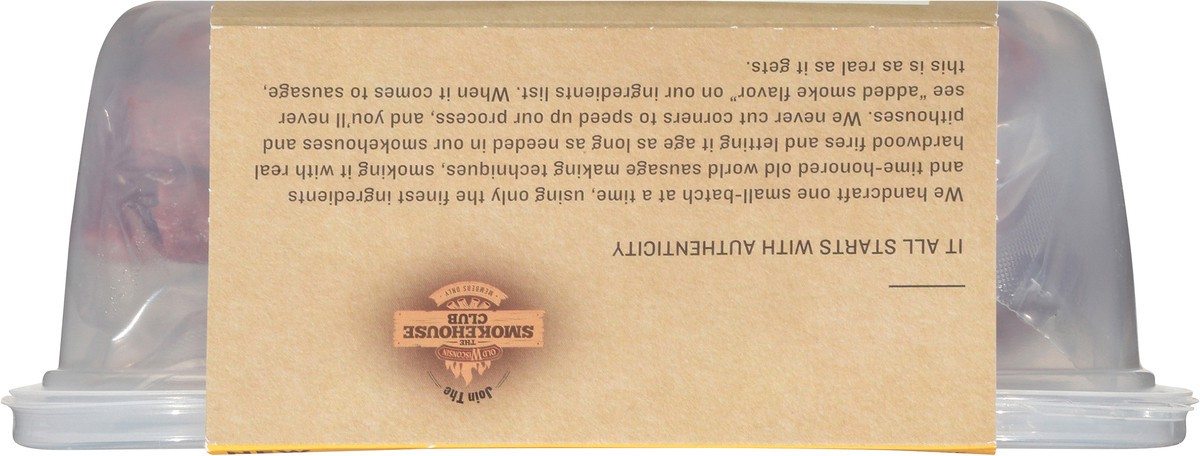 Join The
OLD WISCONSIN
THE
SMOKEHOUSE
CLUB
• MEMBERS ONLY •
IT ALL STARTS WITH AUTHENTICITY
We handcraft one small-batch at a time, using only the finest ingredients
and time-honored old world sausage making techniques, smoking it with real
hardwood fires and letting it age as long as needed in our smokehouses and
pithouses. We never cut corners to speed up our process, and you'll never
see "added smoke flavor" on our ingredients list. When it comes to sausage,
this is as real as it gets.